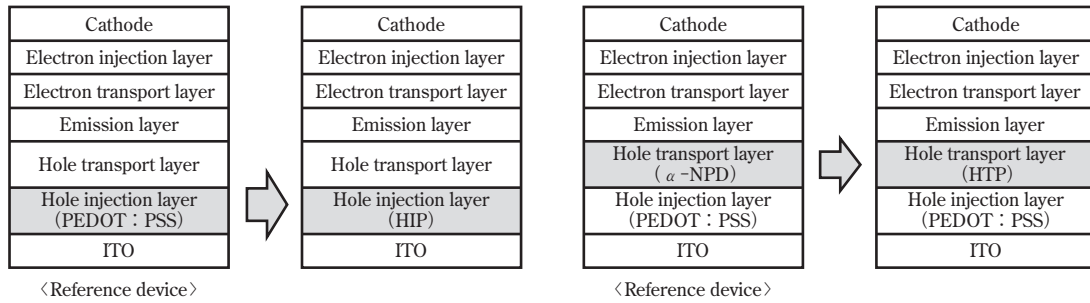 Cathode
Electron injection layer
Electron transport layer
Emission layer
Hole transport layer
Hole injection layer
(PEDOT：PSS)
ITO
〈Reference device〉
Cathode
Electron injection layer
Electron transport layer
Emission layer
Hole transport layer
Hole injection layer
(HIP)
ITO
Cathode
Electron injection layer
Electron transport layer
Emission layer
Hole transport layer
(α-NPD)
Hole injection layer
(PEDOT：PSS)
ITO
〈Reference device〉
Cathode
Electron injection layer
Electron transport layer
Emission layer
Hole transport layer
(HTP)
Hole injection layer
(PEDOT：PSS)
ITO